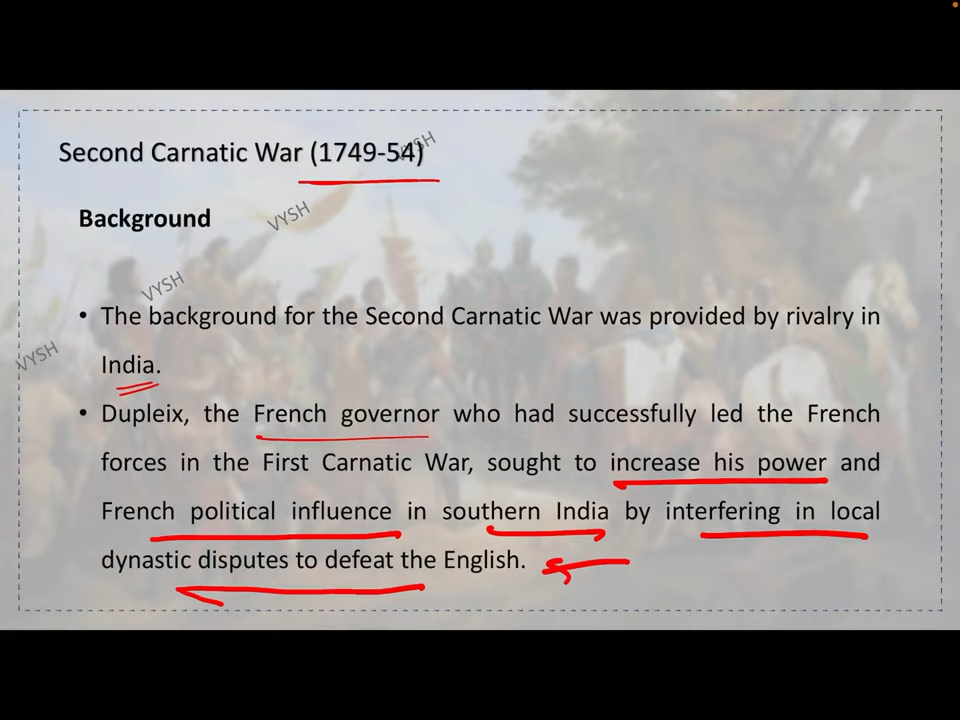 Second Carnatic War (1749-54)
VYSH
VYSH
Background
VYSH
• The background for the Second Carnatic War was provided by rivalry in
VYSH
India.
• Dupleix, the French governor who had successfully led the French
forces in the First Carnatic War, sought to increase his power and
French political influence in southern India by interfering in local
dynastic disputes to defeat the English.